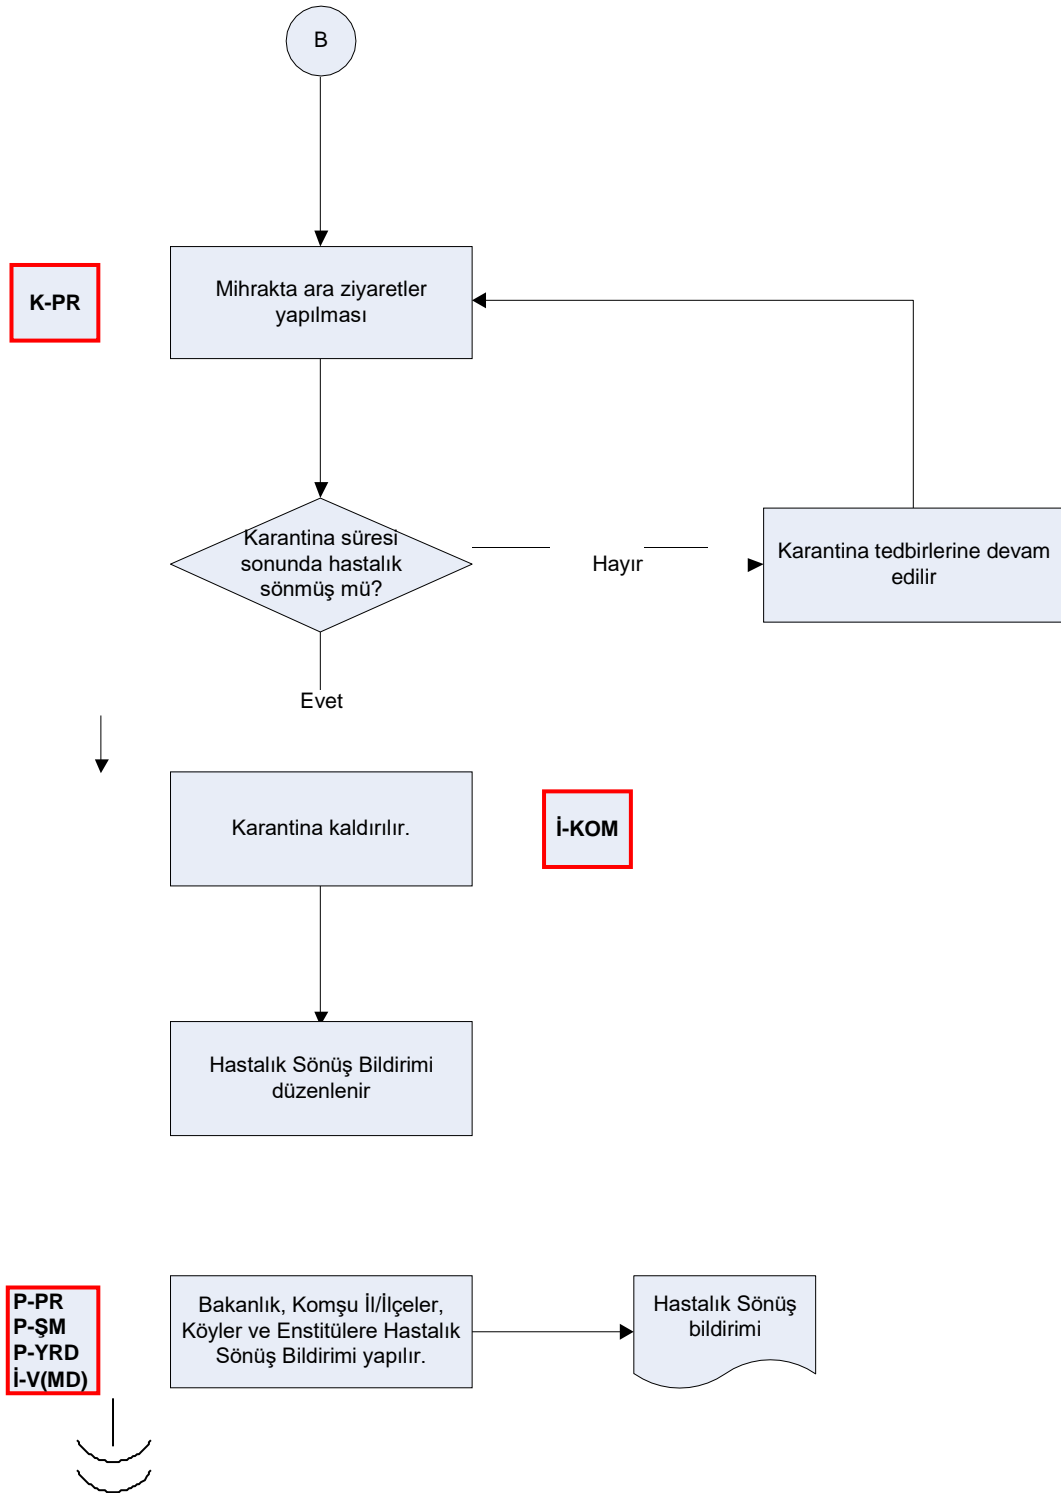 B
K-PR
Mihrakta ara ziyaretler
yapılması
Karantina süresi
sonunda hastalık
sönmüş mü?
Hayır
Karantina tedbirlerine devam
edilir
Evet
Karantina kaldırılır.
İ-KOM
Hastalık Sönüş Bildirimi
düzenlenir
P-PR
P-ŞM
P-YRD
İ-V(MD)
Bakanlık, Komşu İl/İlçeler,
Köyler ve Enstitülere Hastalık
Sönüş Bildirimi yapılır.
Hastalık Sönüş
bildirimi